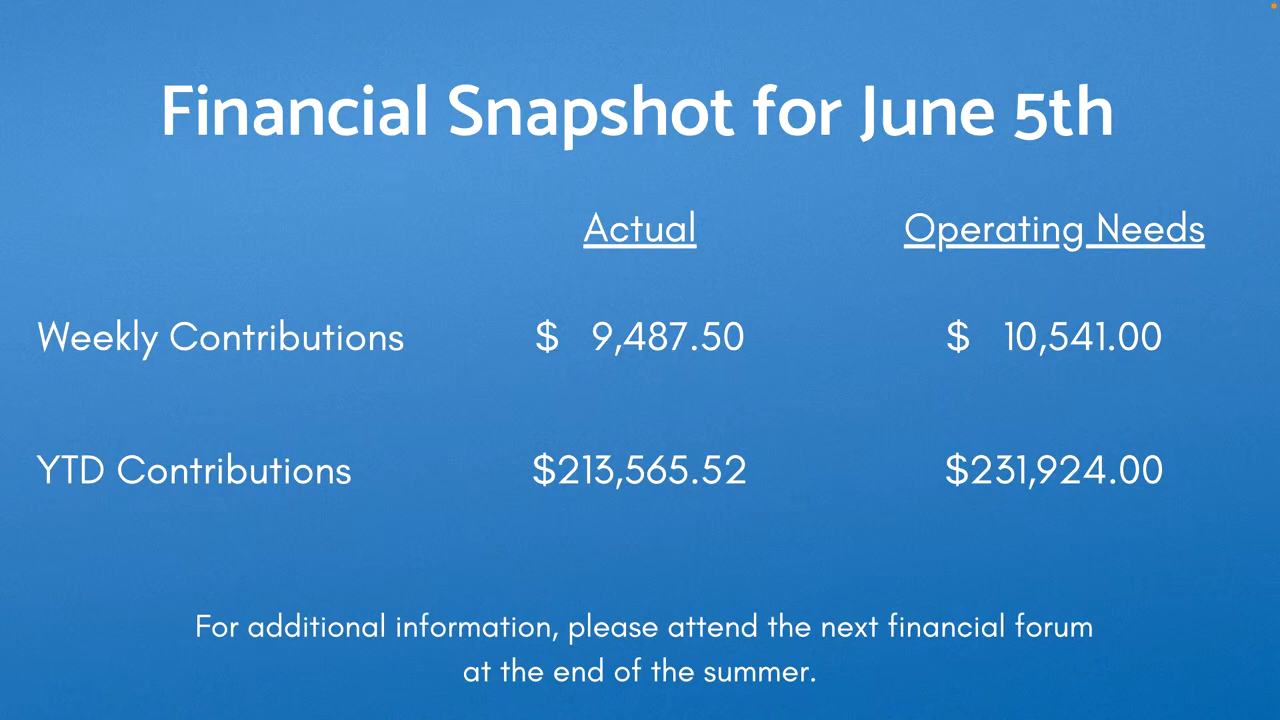 Financial Snapshot for June 5th
Actual Operating Needs
Weekly Contributions $ 9,487.50 $ 10,541.00
YTD Contributions $213,565.52 $231,924.00
For additional information, please attend the next financial forum
at the end of the summer.